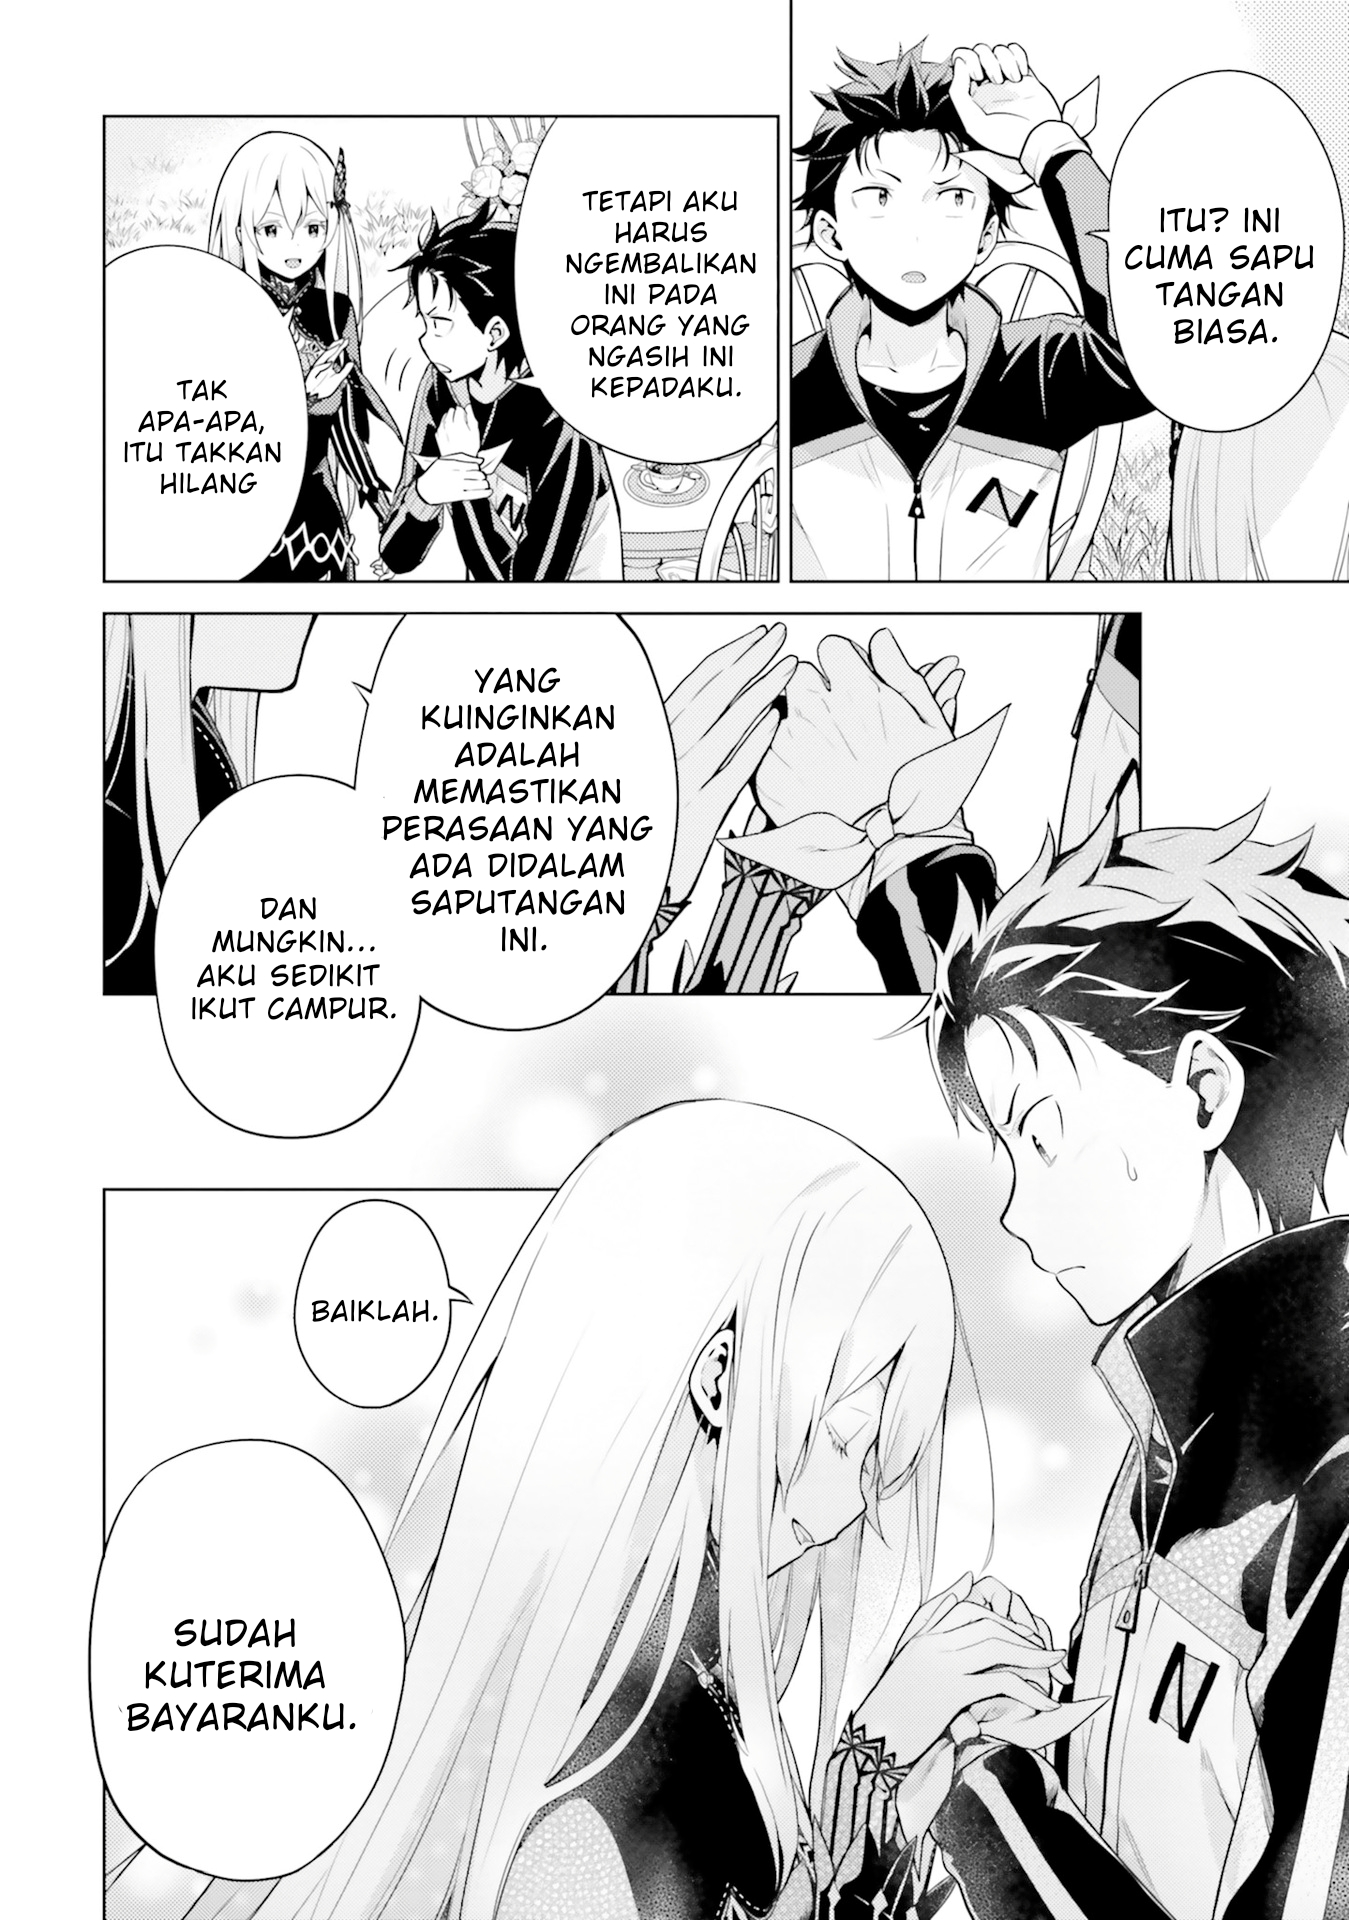 ITU? INI
CUMA SAPU
TANGAN
BIASA.
TETAPI AKU
HARUS
NGEMBALIKAN
INI PADA
ORANG YANG
NGASIH INI
KEPADAKU.
TAK
APA-APA,
ITU TAKKAN
HILANG
YANG
KUINGINKAN
ADALAH
MEMASTIKAN
PERASAAN YANG
ADA DIDALAM
SAPUTANGAN
INI.
DAN
MUNGKIN...
AKU SEDIKIT
IKUT CAMPUR.
BAIKLAH.
SUDAH
KUTERIMA
BAYARANKU.
N
N
N